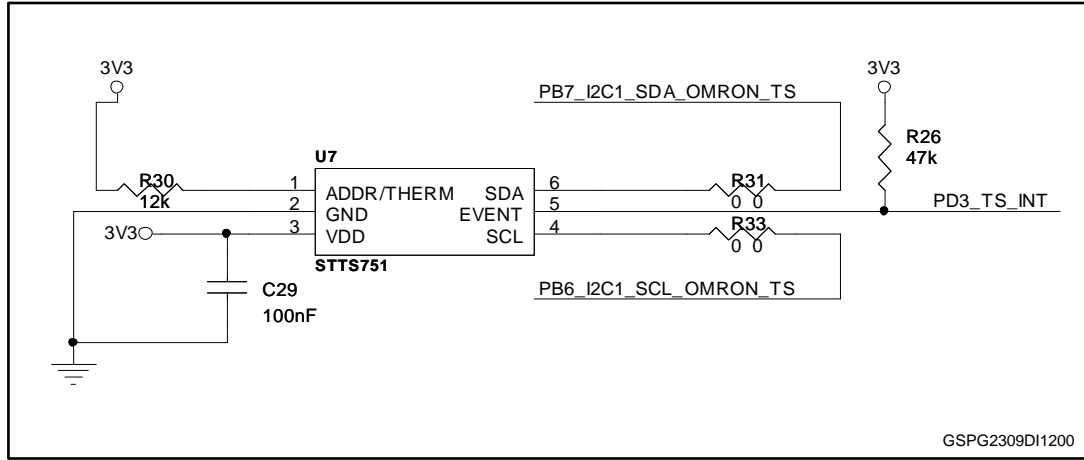 3V3
3V3
PB7_I2C1_SDA_OMRON_TS
R26
47k
U7
R30
12k
1
ADDR/THERM
SDA
6
R31
0 0
2
GND
EVENT
5
PD3_TS_INT
3V3
3
VDD
SCL
4
R33
0 0
STTS751
C29
100nF
PB6_I2C1_SCL_OMRON_TS
GSPG2309DI1200